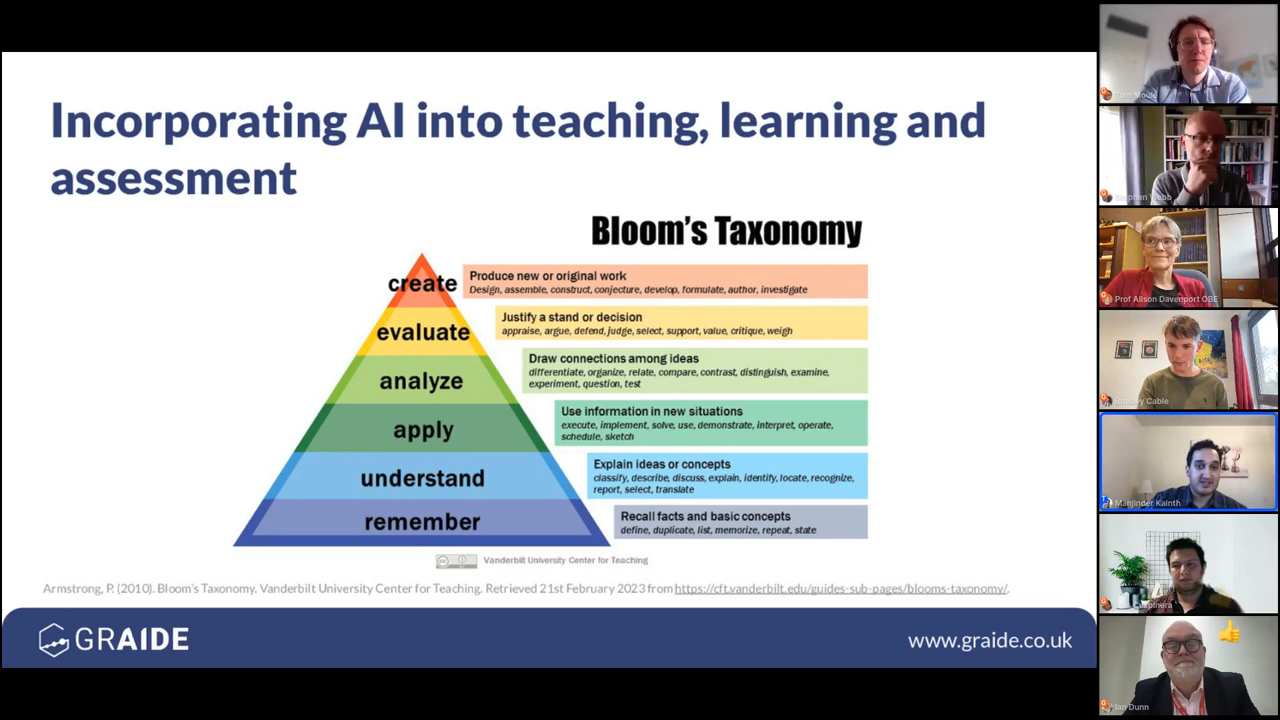 Incorporating AI into teaching, learning and
assessment
Bloom's Taxonomy
create
Produce new or original work
Design, assemble, construct, conjecture, develop, formulate, author, investigate
evaluate
Justify a stand or decision
appraise, argue, defend, judge, select, support, value, critique, weigh
analyze
Draw connections among ideas
differentiate, organize, relate, compare, contrast, distinguish, examine,
experiment, question, test
apply
Use information in new situations
execute, implement, solve, use, demonstrate, interpret, operate,
schedule, sketch
understand
Explain ideas or concepts
classify, describe, discuss, explain, identify, locate, recognize,
report, select, translate
remember
Recall facts and basic concepts
define, duplicate, list, memorize, repeat, state
Vanderbilt University Center for Teaching
Armstrong, P. (2010). Bloom's Taxonomy. Vanderbilt University Center for Teaching. Retrieved 21st February 2023 from https://cft.vanderbilt.edu/guides-sub-pages/blooms-taxonomy/.
GRAIDE
www.graide.co.uk
Prof Alison Davenport OBE
Cable
Manjinder Kainth
Ian Dunn